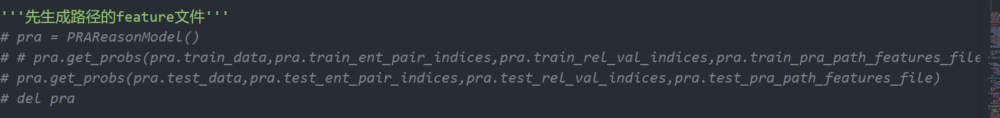 '''先生成路径的feature文件'''
# pra = PRAReasonModel()
# # pra.get_probs(pra.train_data,pra.train_ent_pair_indices,pra.train_rel_val_indices,pra.train_pra_path_features_file
# pra.get_probs(pra.test_data,pra.test_ent_pair_indices,pra.test_rel_val_indices,pra.test_pra_path_features_file)
# del pra